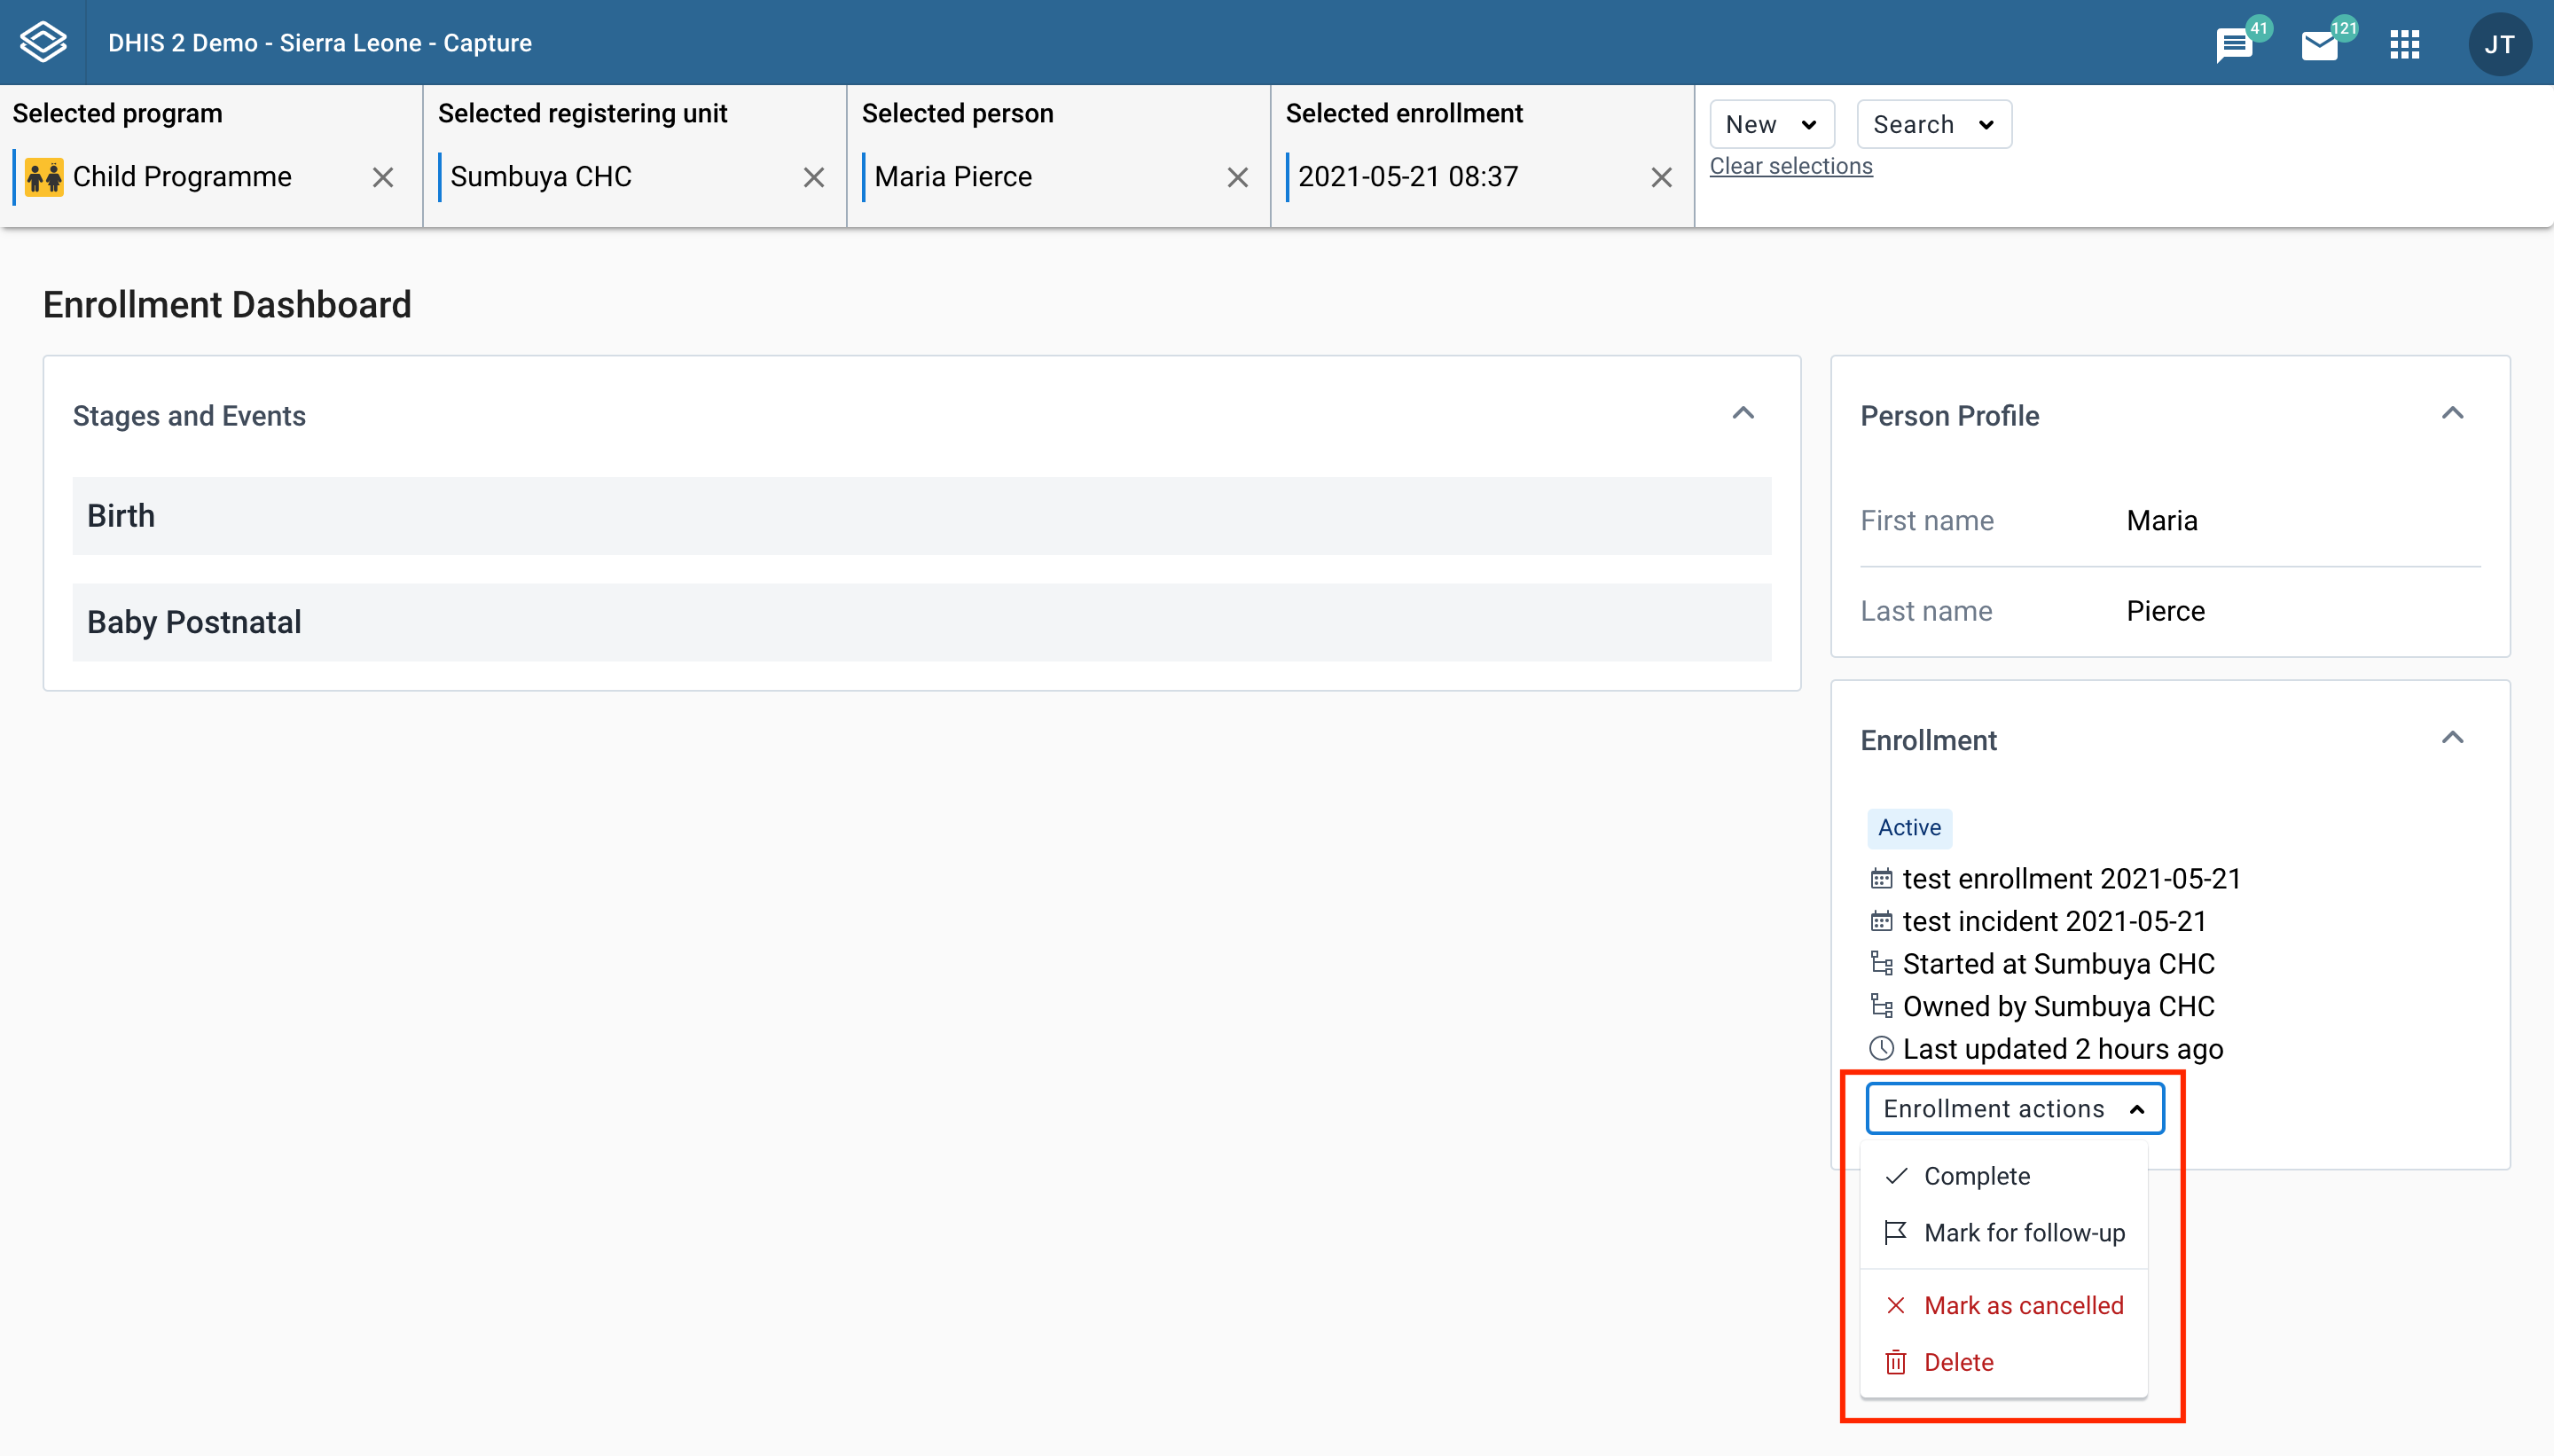 DHIS 2 Demo - Sierra Leone - Capture
41
121
JT
Selected program
Child Programme
Selected registering unit
Sumbuya CHC
Selected person
Maria Pierce
Selected enrollment
2021-05-21 08:37
New
Search
Clear selections
Enrollment Dashboard
Stages and Events
Birth
Baby Postnatal
Person Profile
First name Maria
Last name Pierce
Enrollment
Active
test enrollment 2021-05-21
test incident 2021-05-21
Started at Sumbuya CHC
Owned by Sumbuya CHC
Last updated 2 hours ago
Enrollment actions
Complete
Mark for follow-up
Mark as cancelled
Delete